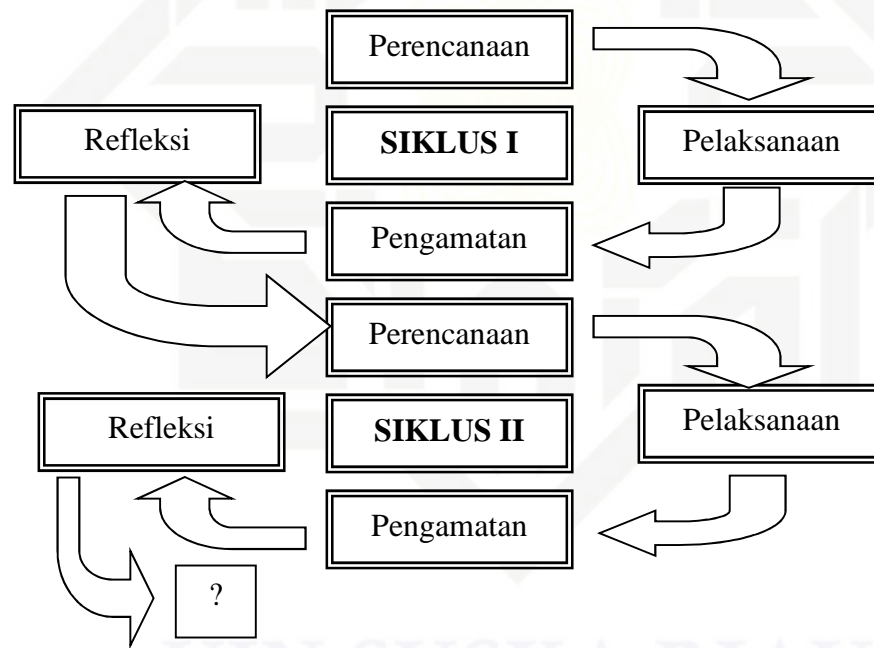 Perencanaan
Refleksi
SIKLUS I
Pelaksanaan
Pengamatan
Perencanaan
Refleksi
SIKLUS II
Pelaksanaan
Pengamatan
?